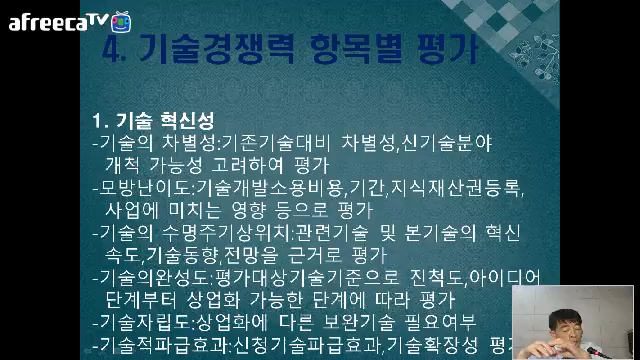 afreecaTV
4. 기술경쟁력 항목별 평가
1. 기술 혁신성
-기술의 차별성:기존기술대비 차별성,신기술분야
개척 가능성 고려하여 평가
-모방난이도:기술개발소용비용,기간,지식재산권등록,
사업에 미치는 영향 등으로 평가
-기술의 수명주기상위치:관련기술 및 본기술의 혁신
속도,기술동향,전망을 근거로 평가
-기술의완성도:평가대상기술기준으로 진척도,아이디어
단계부터 상업화 가능한 단계에 따라 평가
-기술자립도:상업화에 다른 보완기술 필요여부
-기술적파급효과:신청기술파급효과,기술확장성 평